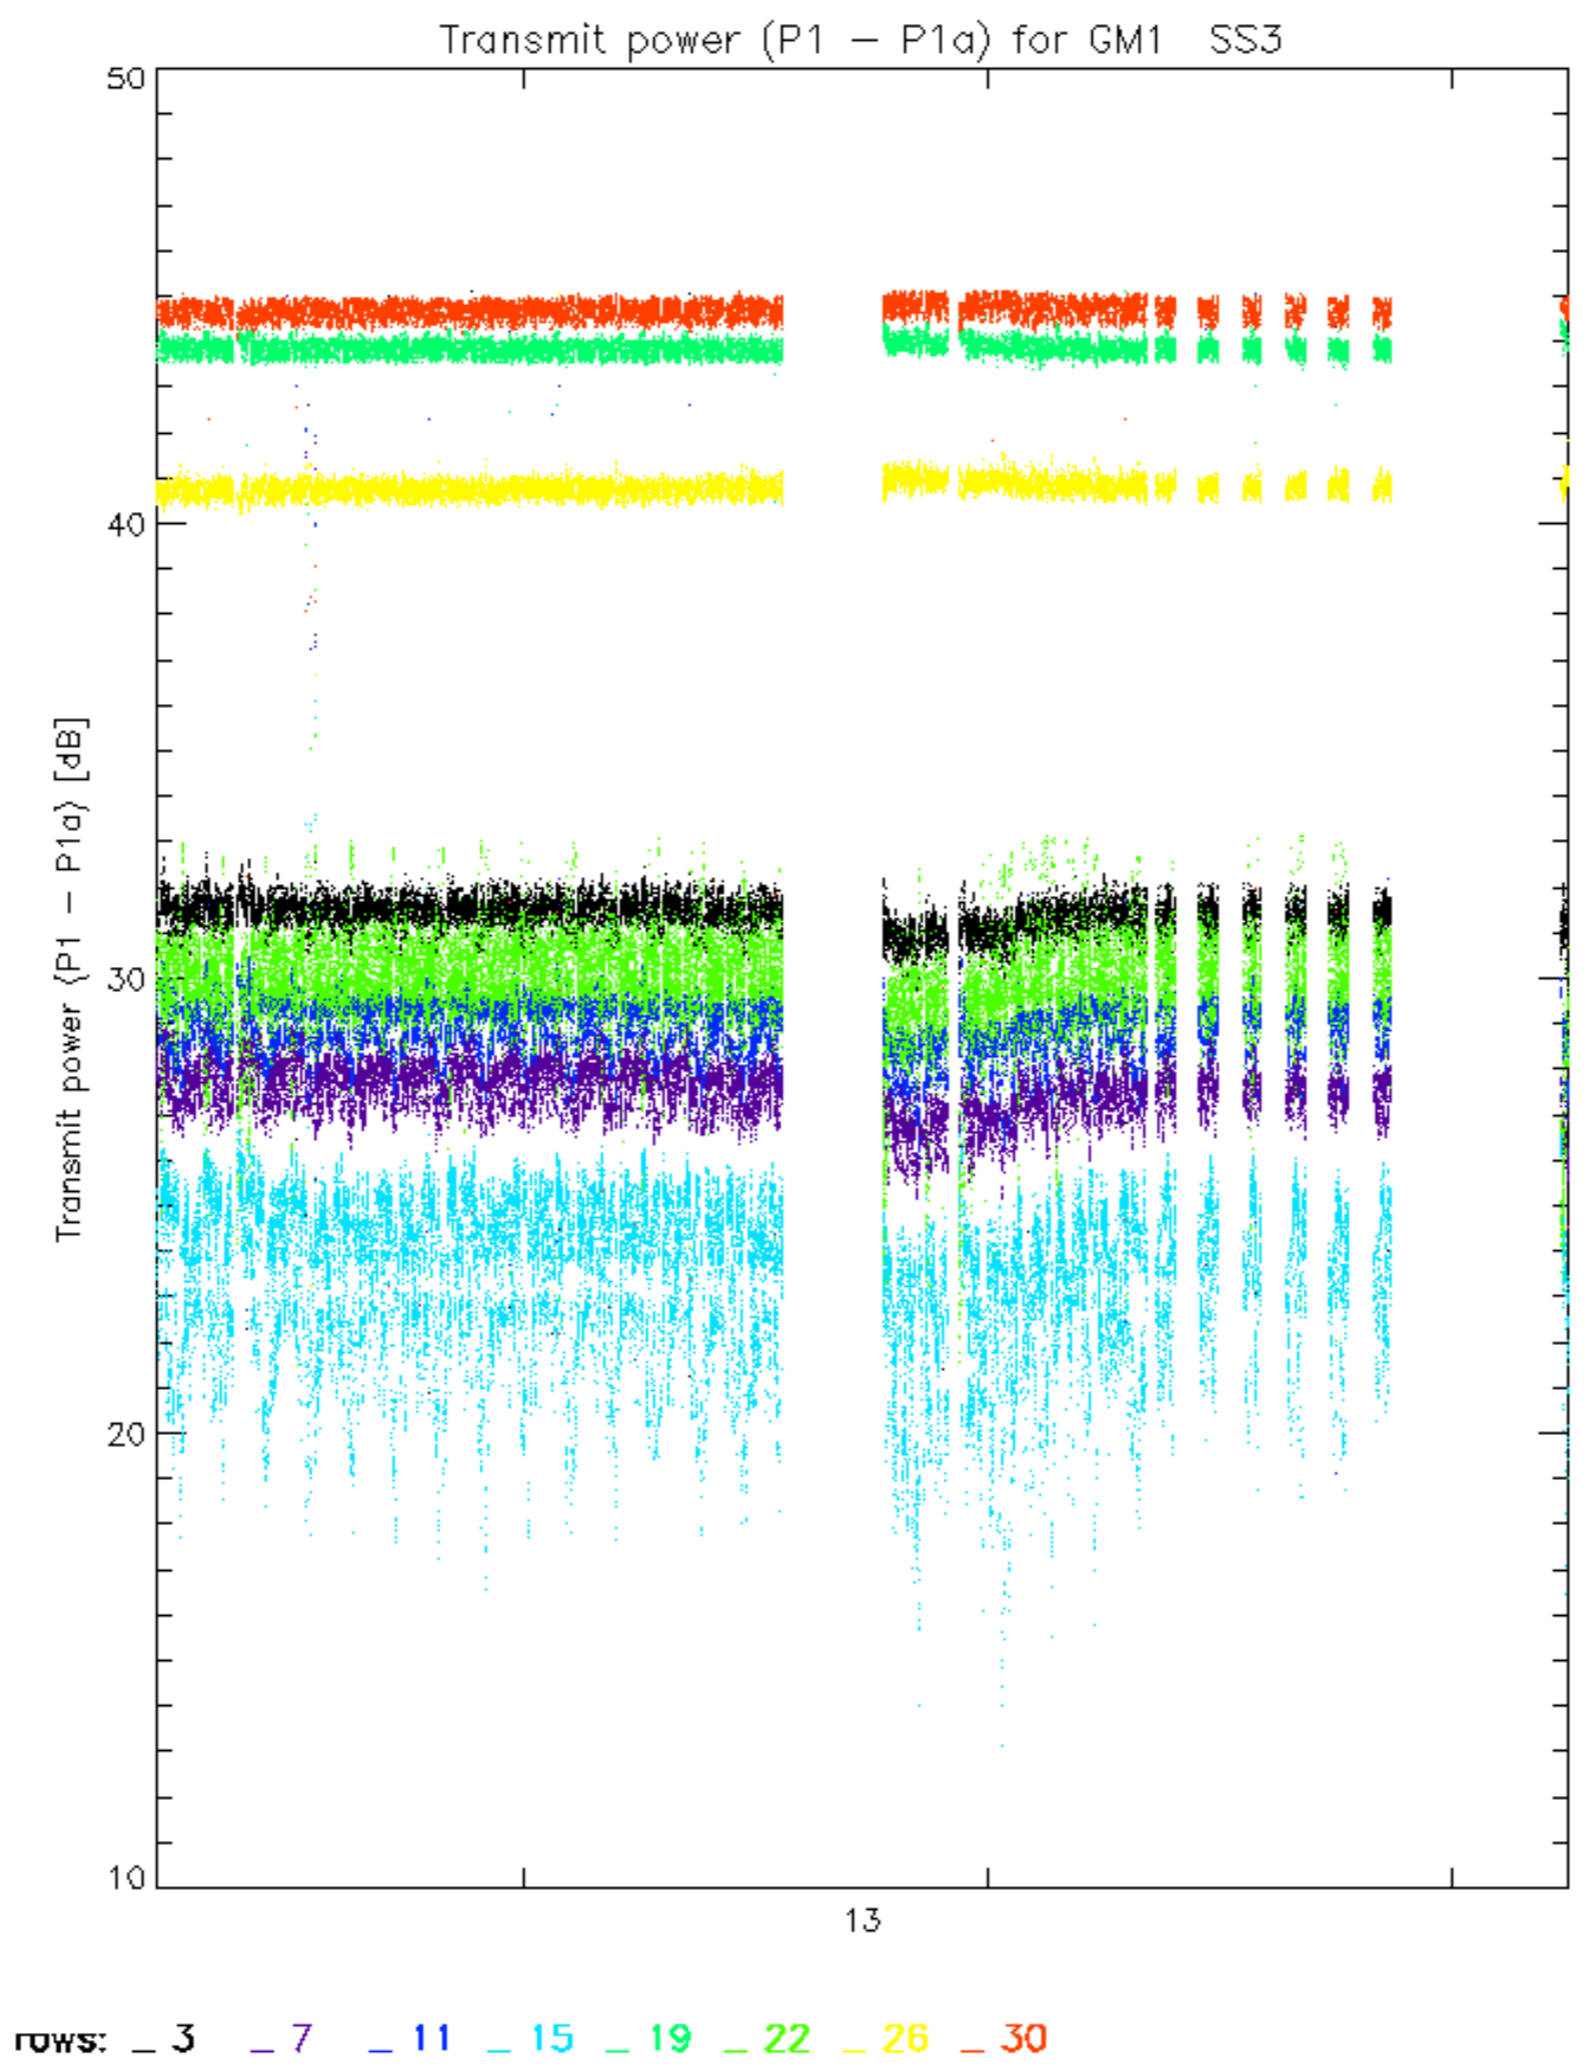 Transmit power (P1 - P1a) for GM1 SS3
50
40
30
20
10
Transmit power (P1 - P1a) [dB]
13
rows: _ 3 _ 7 _ 11 _ 15 _ 19 _ 22 _ 26 _ 30